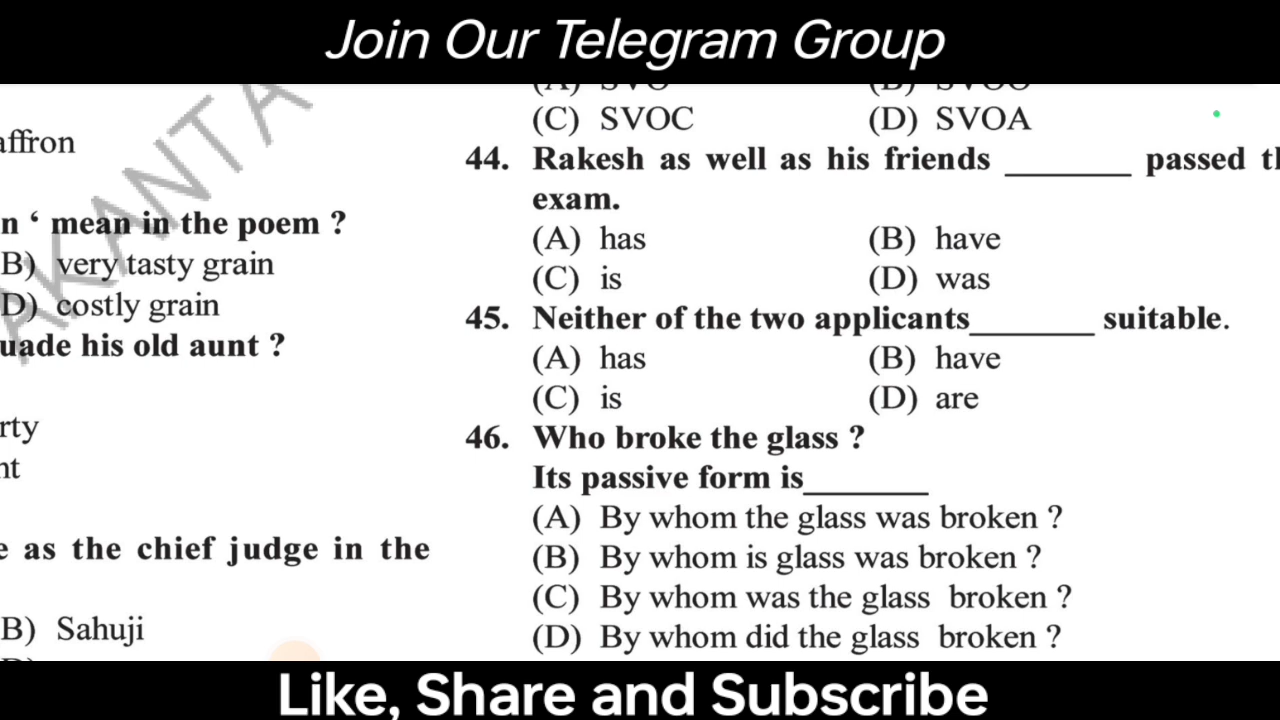 Join Our Telegram Group
AKANTA
affron
n ‘ mean in the poem ?
B) very tasty grain
D) costly grain
uade his old aunt ?
rty
nt
e as the chief judge in the
B) Sahuji
(C) SVOC (D) SVOA
44. Rakesh as well as his friends ________ passed th
exam.
(A) has (B) have
(C) is (D) was
45. Neither of the two applicants________ suitable.
(A) has (B) have
(C) is (D) are
46. Who broke the glass ?
Its passive form is________
(A) By whom the glass was broken ?
(B) By whom is glass was broken ?
(C) By whom was the glass broken ?
(D) By whom did the glass broken ?
Like, Share and Subscribe